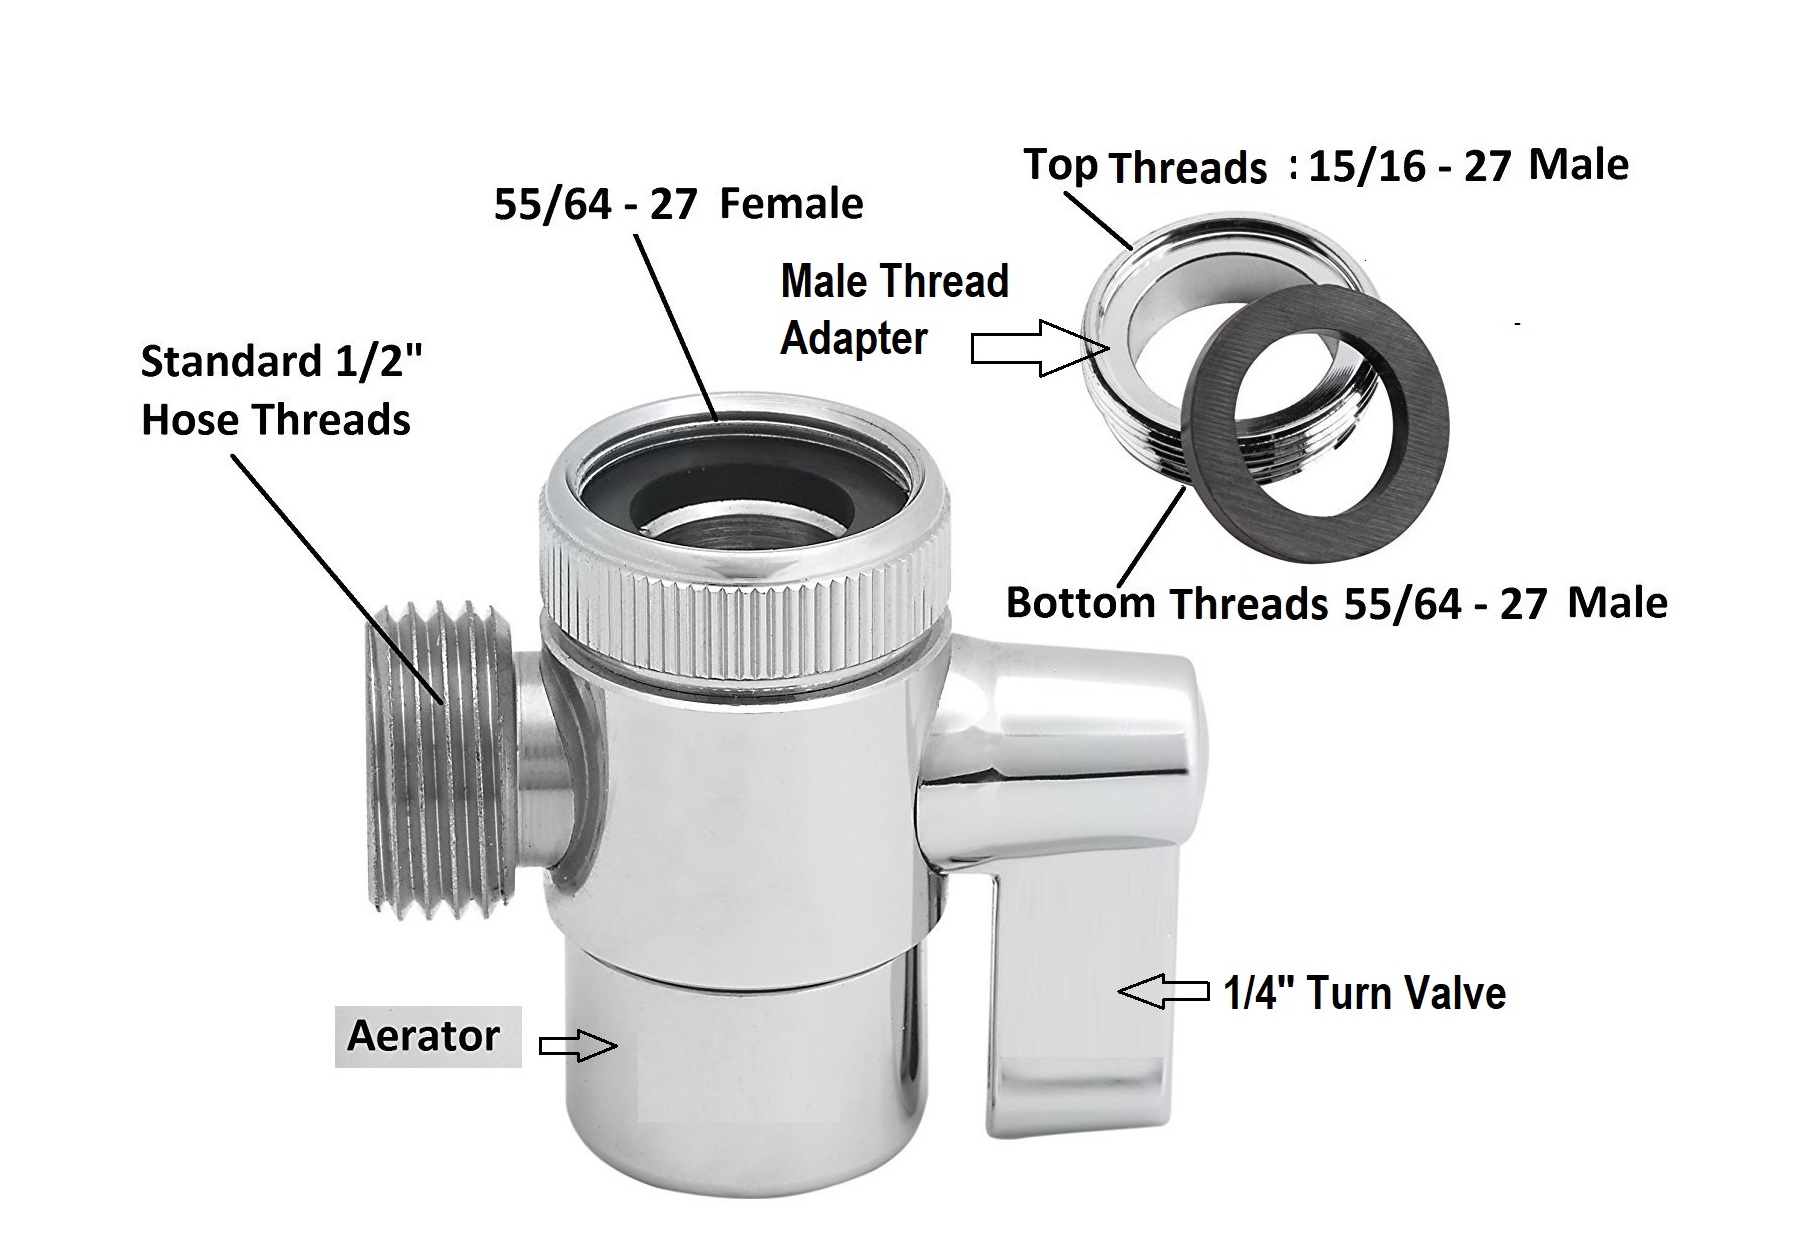 Top Threads : 15/16 - 27 Male
55/64 - 27 Female
Male Thread
Adapter
Standard 1/2"
Hose Threads
Bottom Threads 55/64 - 27 Male
1/4" Turn Valve
Aerator